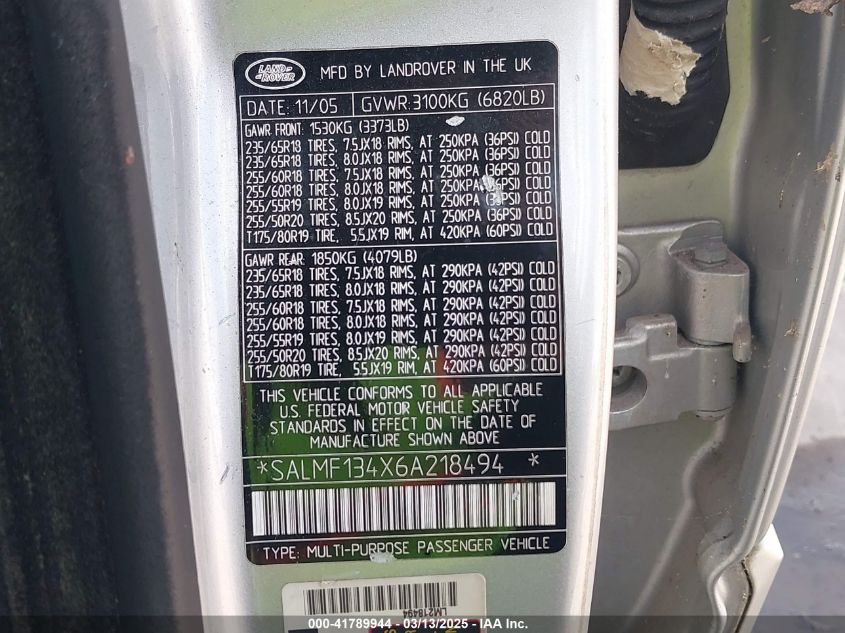 LAND ROVER MFD BY LANDROVER IN THE UK
DATE: 11/05 GVWR: 3100KG (6820LB)
GAWR FRONT: 1530KG (3373LB)
235/65R18 TIRES, 7.5JX18 RIMS, AT 250KPA (36PSI) COLD
235/65R18 TIRES, 8.0JX18 RIMS, AT 250KPA (36PSI) COLD
255/60R18 TIRES, 7.5JX18 RIMS, AT 250KPA (36PSI) COLD
255/60R18 TIRES, 8.0JX18 RIMS, AT 250KPA (36PSI) COLD
255/55R19 TIRES, 8.0JX19 RIMS, AT 250KPA (36PSI) COLD
255/50R20 TIRES, 8.5JX20 RIMS, AT 250KPA (36PSI) COLD
T175/80R19 TIRE, 5.5JX19 RIM, AT 420KPA (60PSI) COLD
GAWR REAR: 1850KG (4079LB)
235/65R18 TIRES, 7.5JX18 RIMS, AT 290KPA (42PSI) COLD
235/65R18 TIRES, 8.0JX18 RIMS, AT 290KPA (42PSI) COLD
255/60R18 TIRES, 7.5JX18 RIMS, AT 290KPA (42PSI) COLD
255/60R18 TIRES, 8.0JX18 RIMS, AT 290KPA (42PSI) COLD
255/55R19 TIRES, 8.0JX19 RIMS, AT 290KPA (42PSI) COLD
255/50R20 TIRES, 8.5JX20 RIMS, AT 290KPA (42PSI) COLD
T175/80R19 TIRE, 5.5JX19 RIM, AT 420KPA (60PSI) COLD
THIS VEHICLE CONFORMS TO ALL APPLICABLE
U.S. FEDERAL MOTOR VEHICLE SAFETY
STANDARDS IN EFFECT ON THE DATE OF
MANUFACTURE SHOWN ABOVE
*SALMF134X6A218494 *
TYPE: MULTI-PURPOSE PASSENGER VEHICLE
LM218494
000-41789944 - 03/13/2025 - IAAI.COM